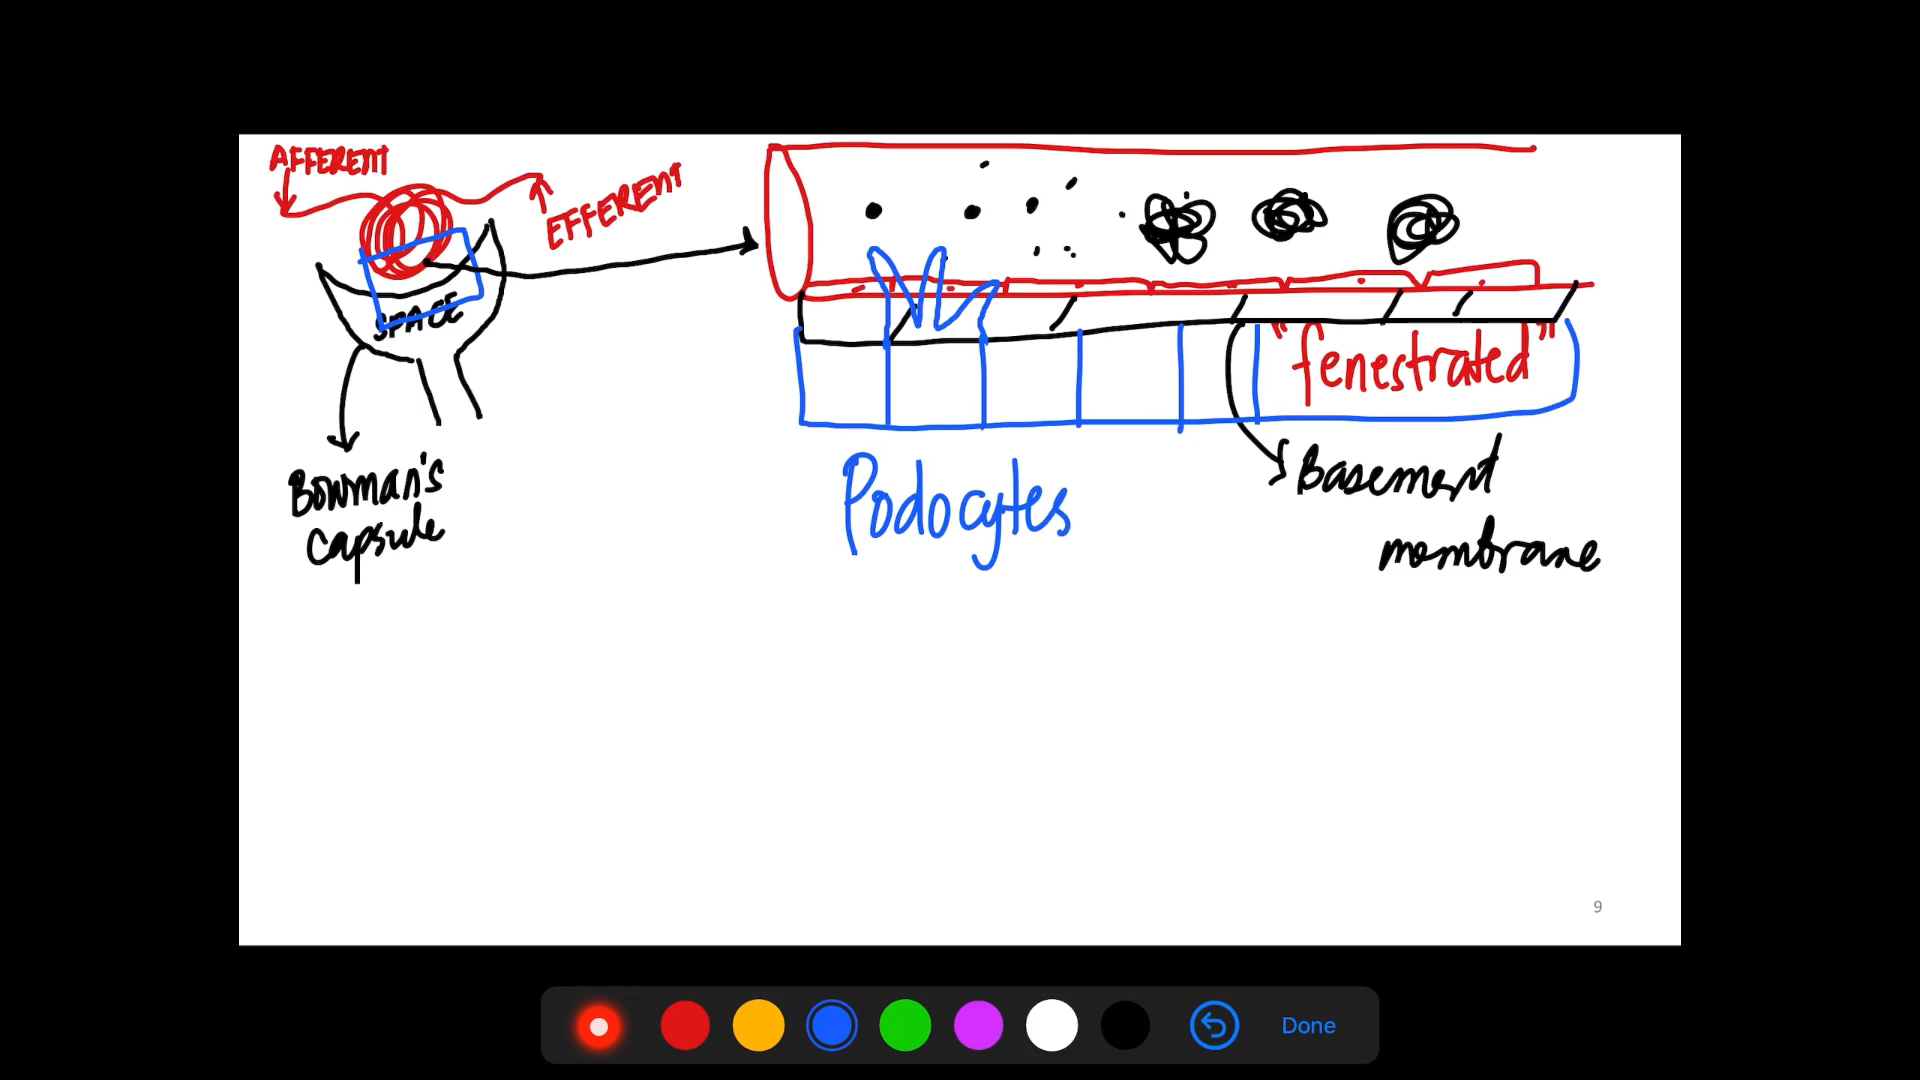 AFFERENT
EFFERENT
SPACE
Bowman's
capsule
"fenestrated"
Podocytes
Basement
membrane
9
Done